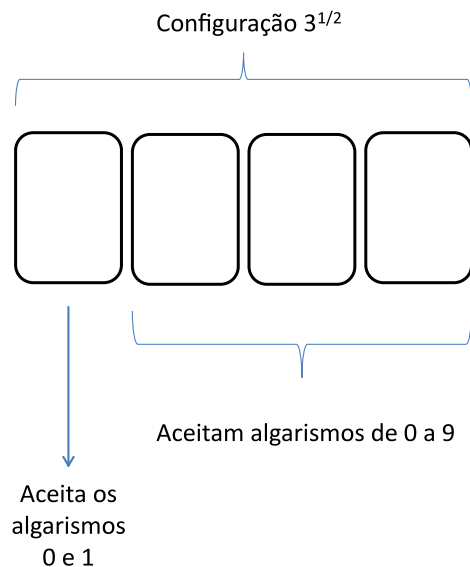 Configuração 3^{1/2}
Aceitam algarismos de 0 a 9
Aceita os
algarismos
0 e 1